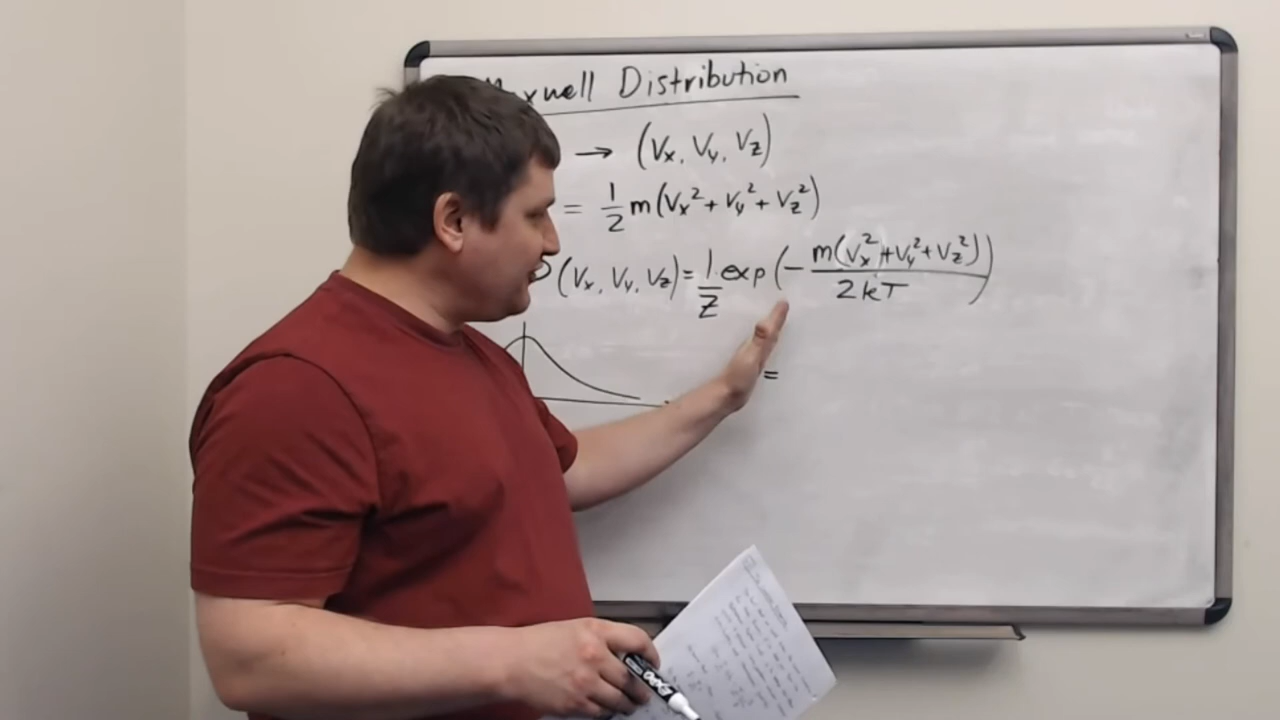 Maxwell Distribution
→ (Vx, Vy, Vz)
= 1/2 m(Vx² + Vy² + Vz²)
P(Vx, Vy, Vz) = 1/Z exp(- m(Vx² + Vy² + Vz²)/2kT)
=
EXPO